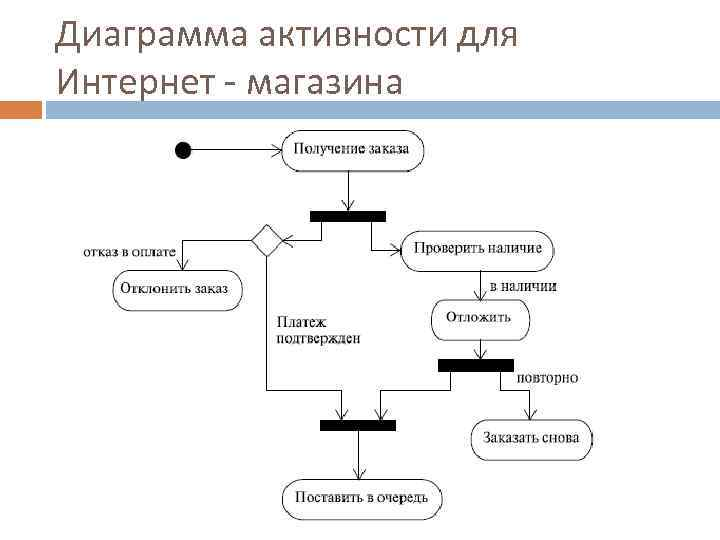 Диаграмма активности для
Интернет - магазина
Получение заказа
отказ в оплате
Проверить наличие
Отклонить заказ
в наличии
Платеж
подтвержден
Отложить
повторно
Заказать снова
Поставить в очередь